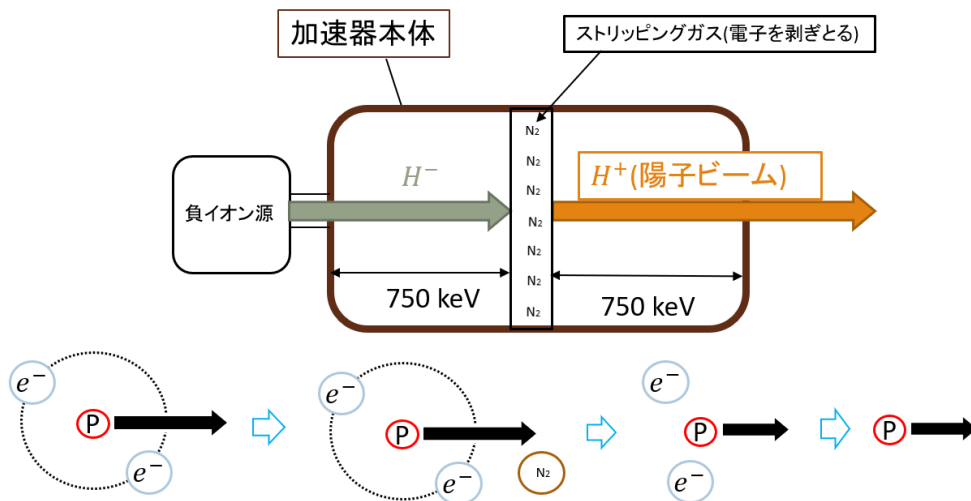 加速器本体
ストリッピングガス(電子を剥ぎとる)
負イオン源
H⁻
N₂
N₂
N₂
N₂
N₂
N₂
N₂
H⁺(陽子ビーム)
750 keV
750 keV
e⁻
P
e⁻
e⁻
P
e⁻
N₂
e⁻
P
e⁻
P